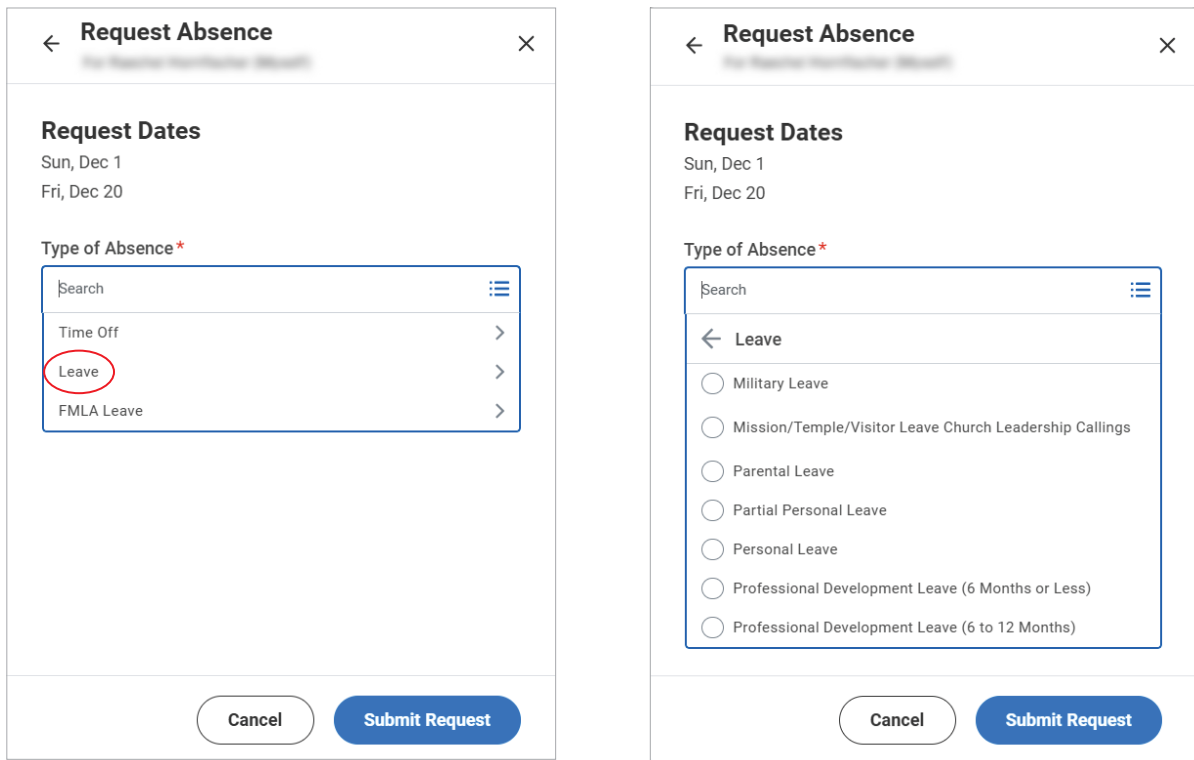 Request Absence
Request Dates
Sun, Dec 1
Fri, Dec 20
Type of Absence*
Search
Time Off
Leave
FMLA Leave
Cancel
Submit Request
Request Absence
Request Dates
Sun, Dec 1
Fri, Dec 20
Type of Absence*
Search
Leave
Military Leave
Mission/Temple/Visitor Leave Church Leadership Callings
Parental Leave
Partial Personal Leave
Personal Leave
Professional Development Leave (6 Months or Less)
Professional Development Leave (6 to 12 Months)
Cancel
Submit Request